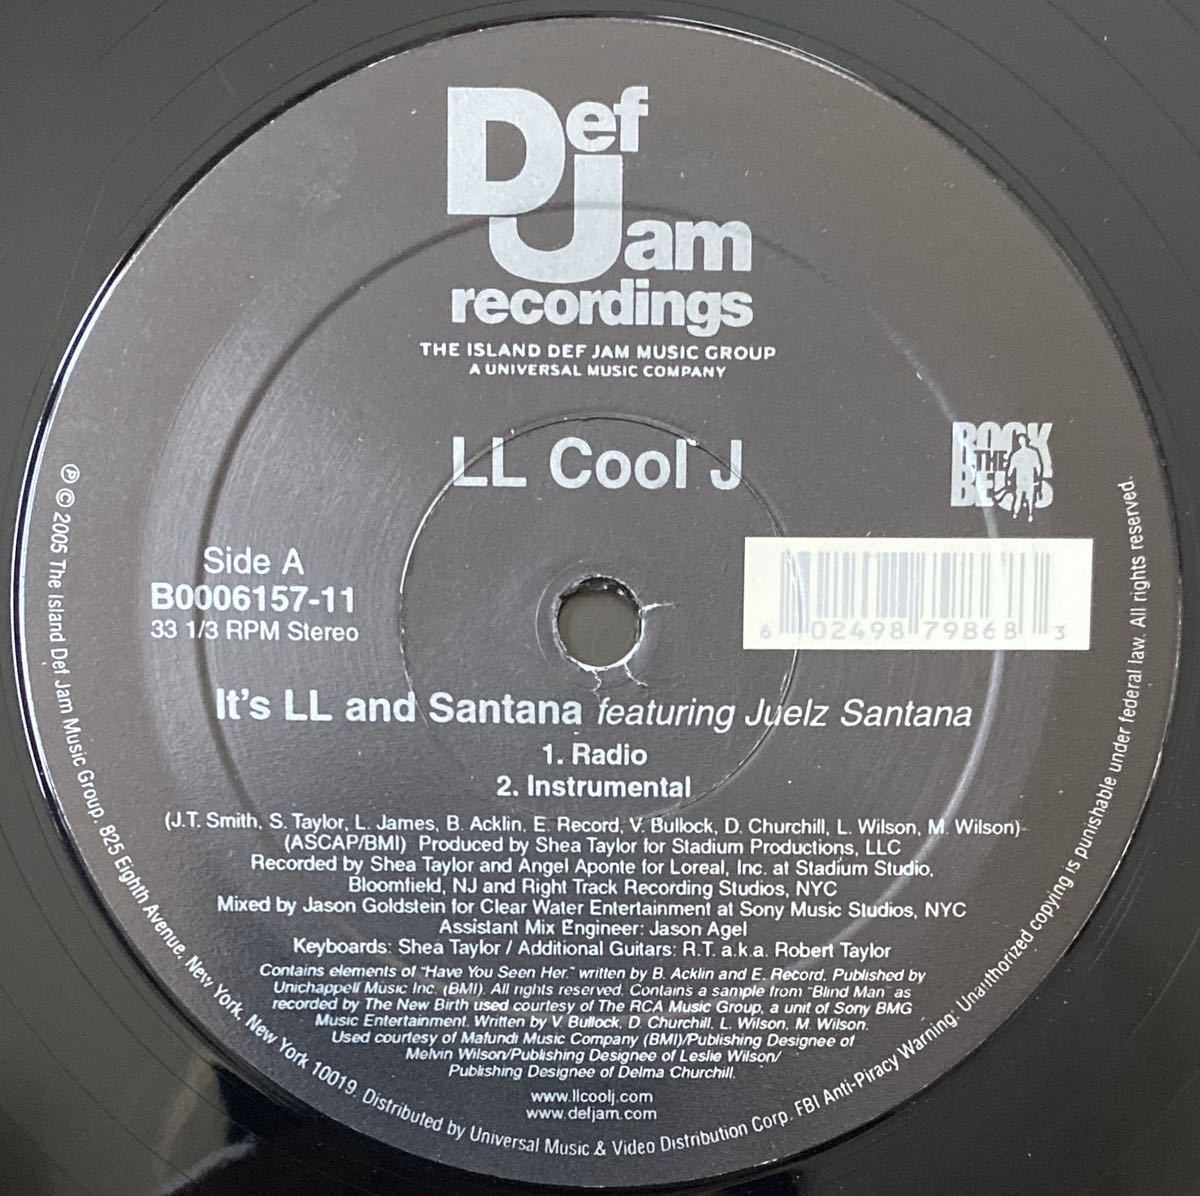 Def
Jam
recordings
THE ISLAND DEF JAM MUSIC GROUP
A UNIVERSAL MUSIC COMPANY
LL Cool J
ROCK
THE
BELLS
Side A
B0006157-11
33 1/3 RPM Stereo
6 02498 79868 3
It's LL and Santana featuring Juelz Santana
1. Radio
2. Instrumental
(J.T. Smith, S. Taylor, L. James, B. Acklin, E. Record, V. Bullock, D. Churchill, L. Wilson, M. Wilson)
(ASCAP/BMI) Produced by Shea Taylor for Stadium Productions, LLC
Recorded by Shea Taylor and Angel Aponte for Loreal, Inc. at Stadium Studio,
Bloomfield, NJ and Right Track Recording Studios, NYC
Mixed by Jason Goldstein for Clear Water Entertainment at Sony Music Studios, NYC
Assistant Mix Engineer: Jason Agel
Keyboards: Shea Taylor / Additional Guitars: R.T. a.k.a. Robert Taylor
Contains elements of "Have You Seen Her," written by B. Acklin and E. Record. Published by
Unichappell Music Inc. (BMI). All rights reserved. Contains a sample from "Blind Man" as
recorded by The New Birth used courtesy of The RCA Music Group, a unit of Sony BMG
Music Entertainment. Written by V. Bullock, D. Churchill, L. Wilson, M. Wilson.
Used courtesy of Mafundi Music Company (BMI)/Publishing Designee of
Melvin Wilson/Publishing Designee of Leslie Wilson/
Publishing Designee of Delma Churchill.
www.llcoolj.com
www.defjam.com
℗ © 2005 The Island Def Jam Music Group. 825 Eighth Avenue, New York, New York 10019. Distributed by Universal Music & Video Distribution Corp. FBI Anti-Piracy Warning: Unauthorized copying is punishable under federal law. All rights reserved.